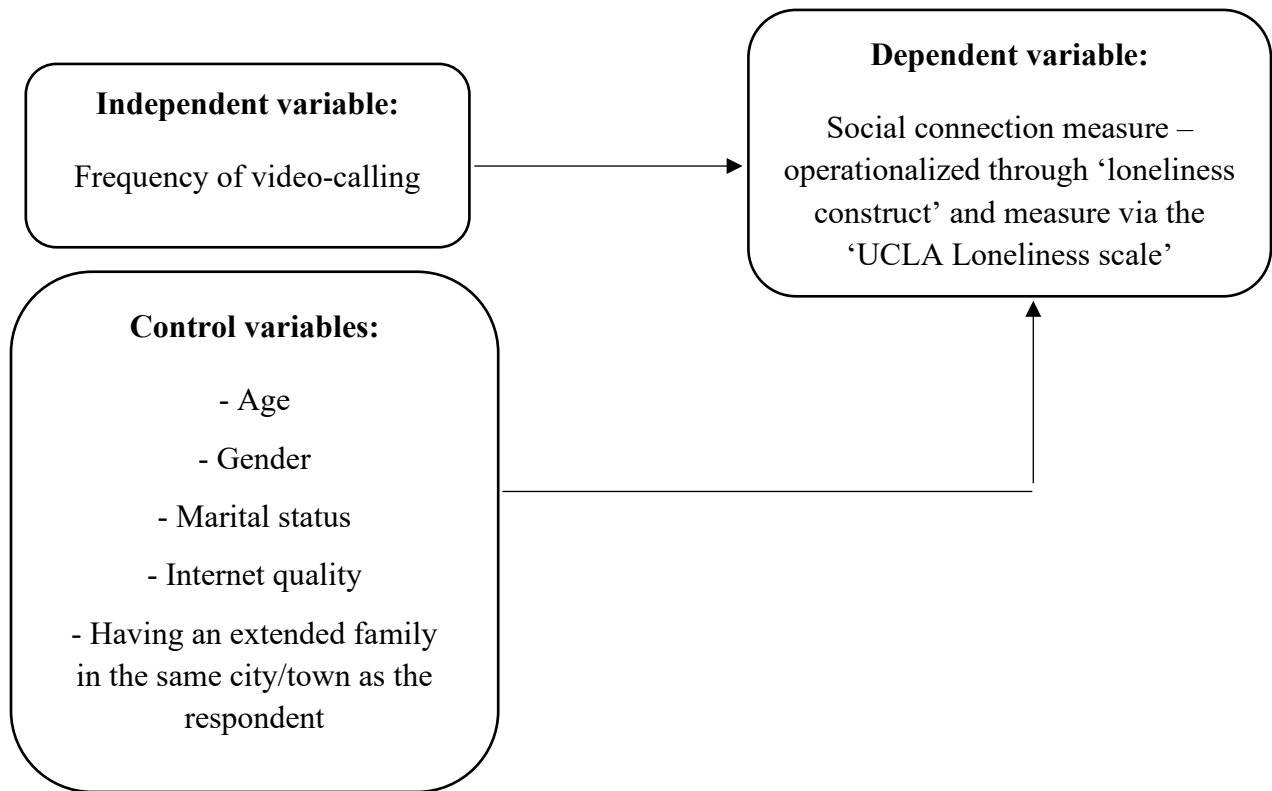 Independent variable:
Frequency of video-calling
Dependent variable:
Social connection measure –
operationalized through ‘loneliness
construct’ and measure via the
‘UCLA Loneliness scale’
Control variables:
- Age
- Gender
- Marital status
- Internet quality
- Having an extended family
in the same city/town as the
respondent